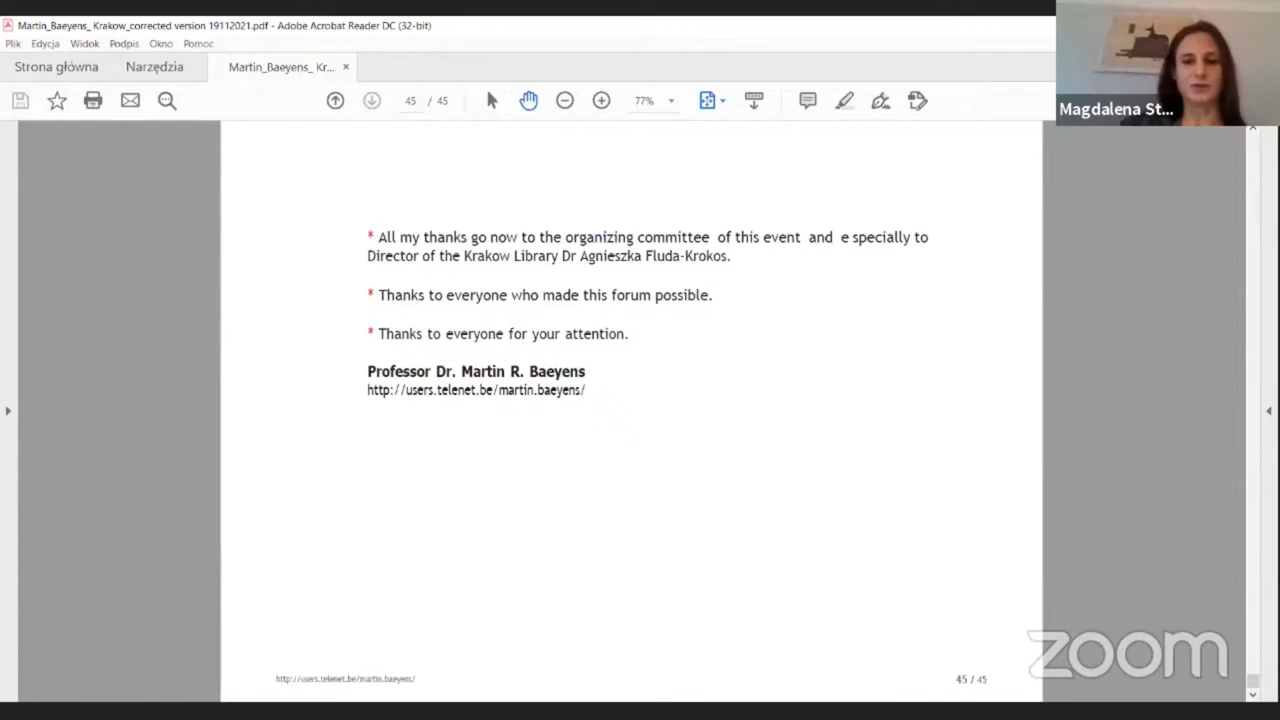 Martin_Baeyens_ Krakow_corrected version 19112021.pdf - Adobe Acrobat Reader DC (32-bit)
Plik Edycja Widok Podpis Okno Pomoc
Strona główna Narzędzia Martin_Baeyens_ Kr... ×
45 / 45 77%
Magdalena St...
* All my thanks go now to the organizing committee of this event and e specially to
Director of the Krakow Library Dr Agnieszka Fluda-Krokos.
* Thanks to everyone who made this forum possible.
* Thanks to everyone for your attention.
Professor Dr. Martin R. Baeyens
http://users.telenet.be/martin.baeyens/
zoom
http://users.telenet.be/martin.baeyens/ 45 / 45